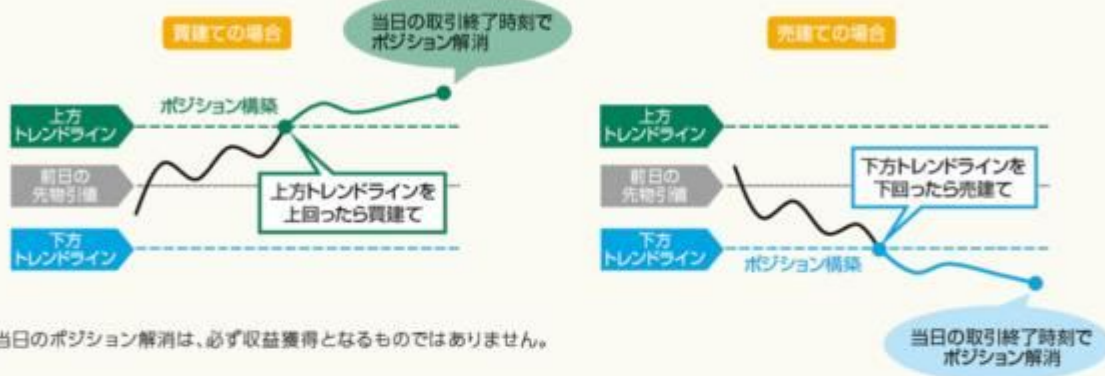 買建ての場合
当日の取引終了時刻で
ポジション解消
上方
トレンドライン
ポジション構築
前日の
先物引値
上方トレンドラインを
上回ったら買建て
下方
トレンドライン
売建ての場合
上方
トレンドライン
前日の
先物引値
下方トレンドラインを
下回ったら売建て
下方
トレンドライン
ポジション構築
当日の取引終了時刻で
ポジション解消
当日のポジション解消は、必ず収益獲得となるものではありません。